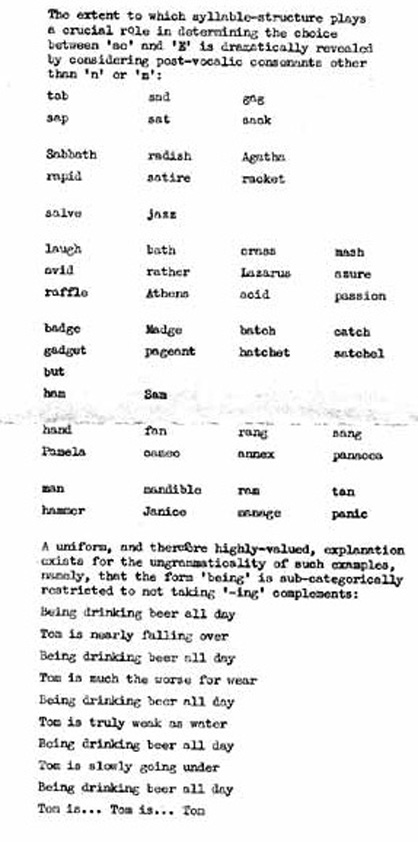 The extent to which syllable-structure plays
a crucial role in determining the choice
between 'ae' and 'E' is dramatically revealed
by considering post-vocalic consonants other
than 'n' or 'm':
tab sad gag
sap sat sack
Sabbath radish Agatha
rapid satire racket
salve jazz
laugh bath crass mash
avid rather Lazarus azure
raffle Athens acid passion
badge Madge batch catch
gadget pageant hatchet satchel
but
ham Sam
hand fan rang sang
Pamela cameo annex panacea
man mandible ram tan
hammer Janice manage panic
A uniform, and therefore highly-valued, explanation
exists for the ungrammaticality of such examples,
namely, that the form 'being' is sub-categorically
restricted to not taking '-ing' complements:
Being drinking beer all day
Tom is nearly falling over
Being drinking beer all day
Tom is much the worse for wear
Being drinking beer all day
Tom is truly weak as water
Being drinking beer all day
Tom is slowly going under
Being drinking beer all day
Tom is... Tom is... Tom